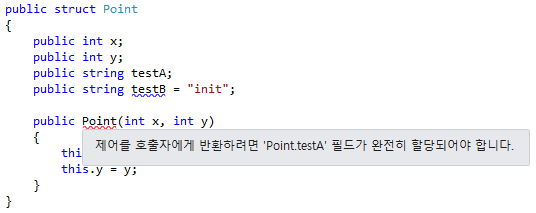 public struct Point
{
public int x;
public int y;
public string testA;
public string testB = "init";
public Point(int x, int y)
제어를 호출자에게 반환하려면 'Point.testA' 필드가 완전히 할당되어야 합니다.
{
thi
this.y = y;
}
}